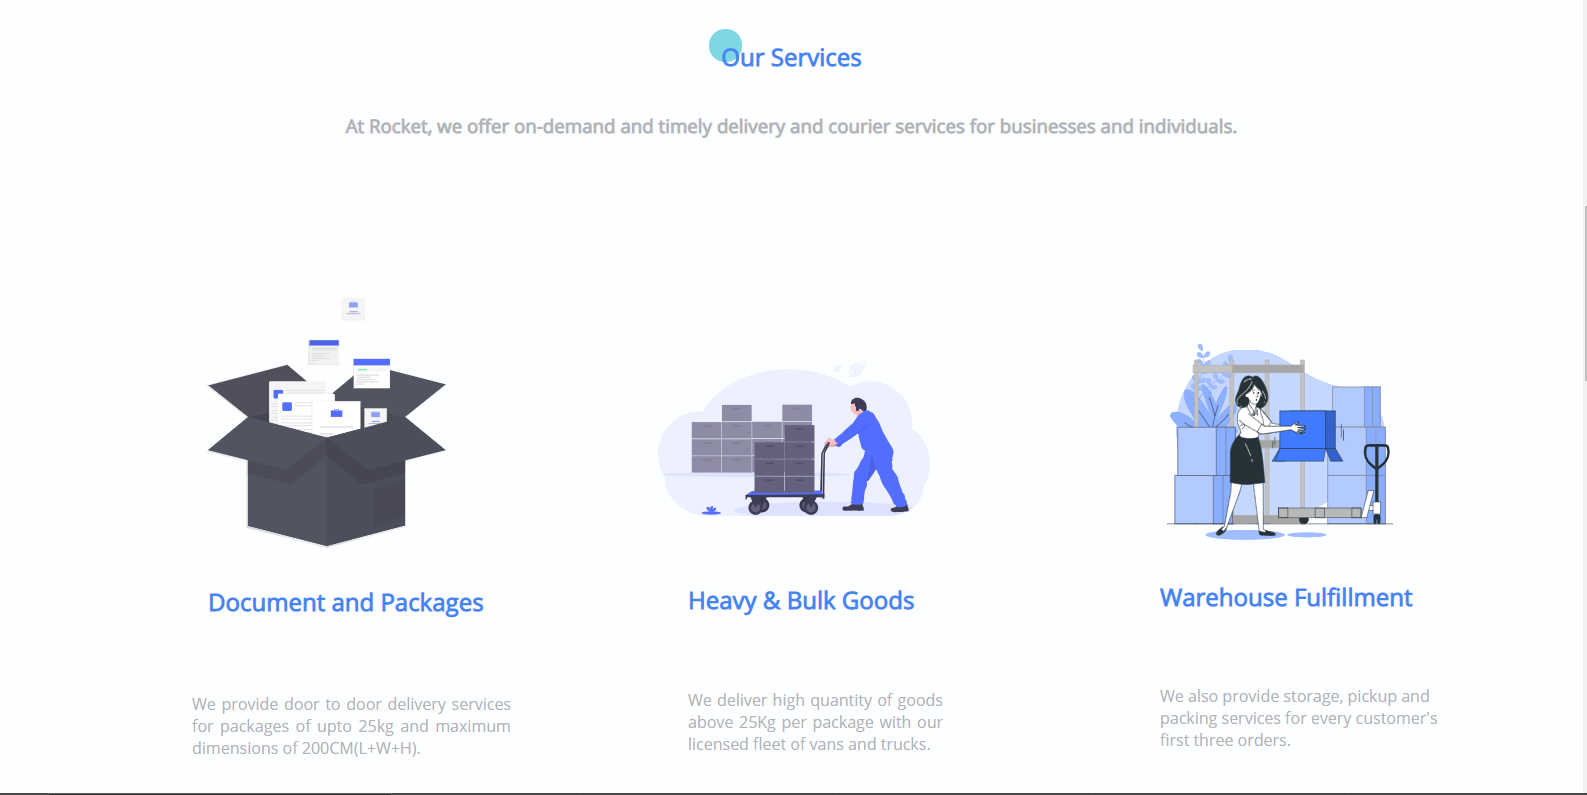 Our Services
At Rocket, we offer on-demand and timely delivery and courier services for businesses and individuals.
Document and Packages
We provide door to door delivery services
for packages of upto 25kg and maximum
dimensions of 200CM(L+W+H).
Heavy & Bulk Goods
We deliver high quantity of goods
above 25Kg per package with our
licensed fleet of vans and trucks.
Warehouse Fulfillment
We also provide storage, pickup and
packing services for every customer's
first three orders.